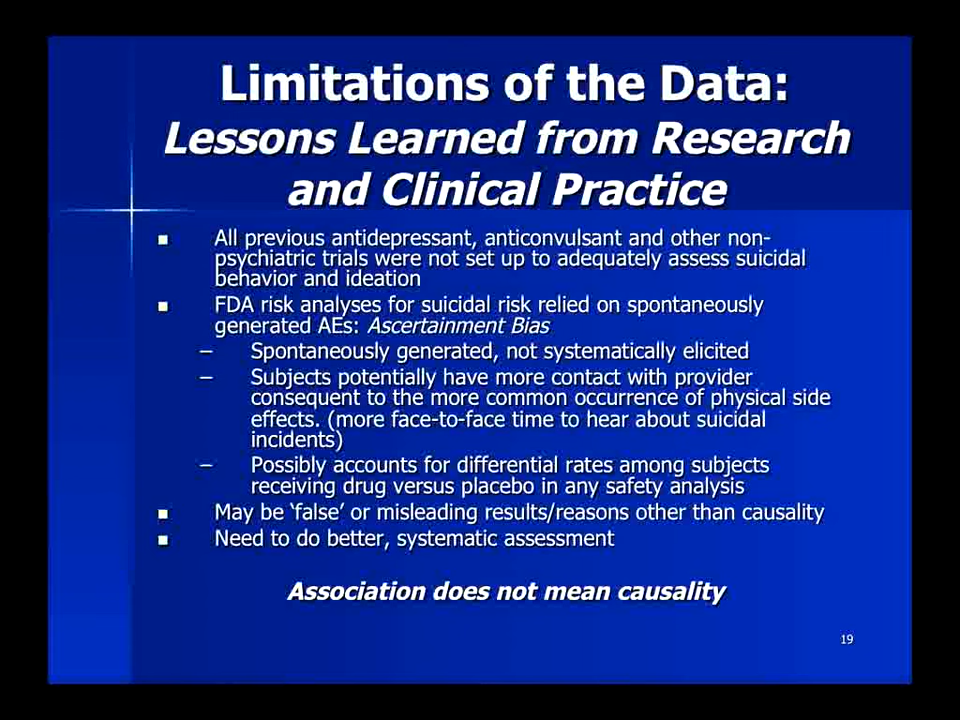 Limitations of the Data:
Lessons Learned from Research
and Clinical Practice
All previous antidepressant, anticonvulsant and other non-
psychiatric trials were not set up to adequately assess suicidal
behavior and ideation
FDA risk analyses for suicidal risk relied on spontaneously
generated AEs: Ascertainment Bias
– Spontaneously generated, not systematically elicited
– Subjects potentially have more contact with provider
consequent to the more common occurrence of physical side
effects. (more face-to-face time to hear about suicidal
incidents)
– Possibly accounts for differential rates among subjects
receiving drug versus placebo in any safety analysis
May be ‘false’ or misleading results/reasons other than causality
Need to do better, systematic assessment
Association does not mean causality
19